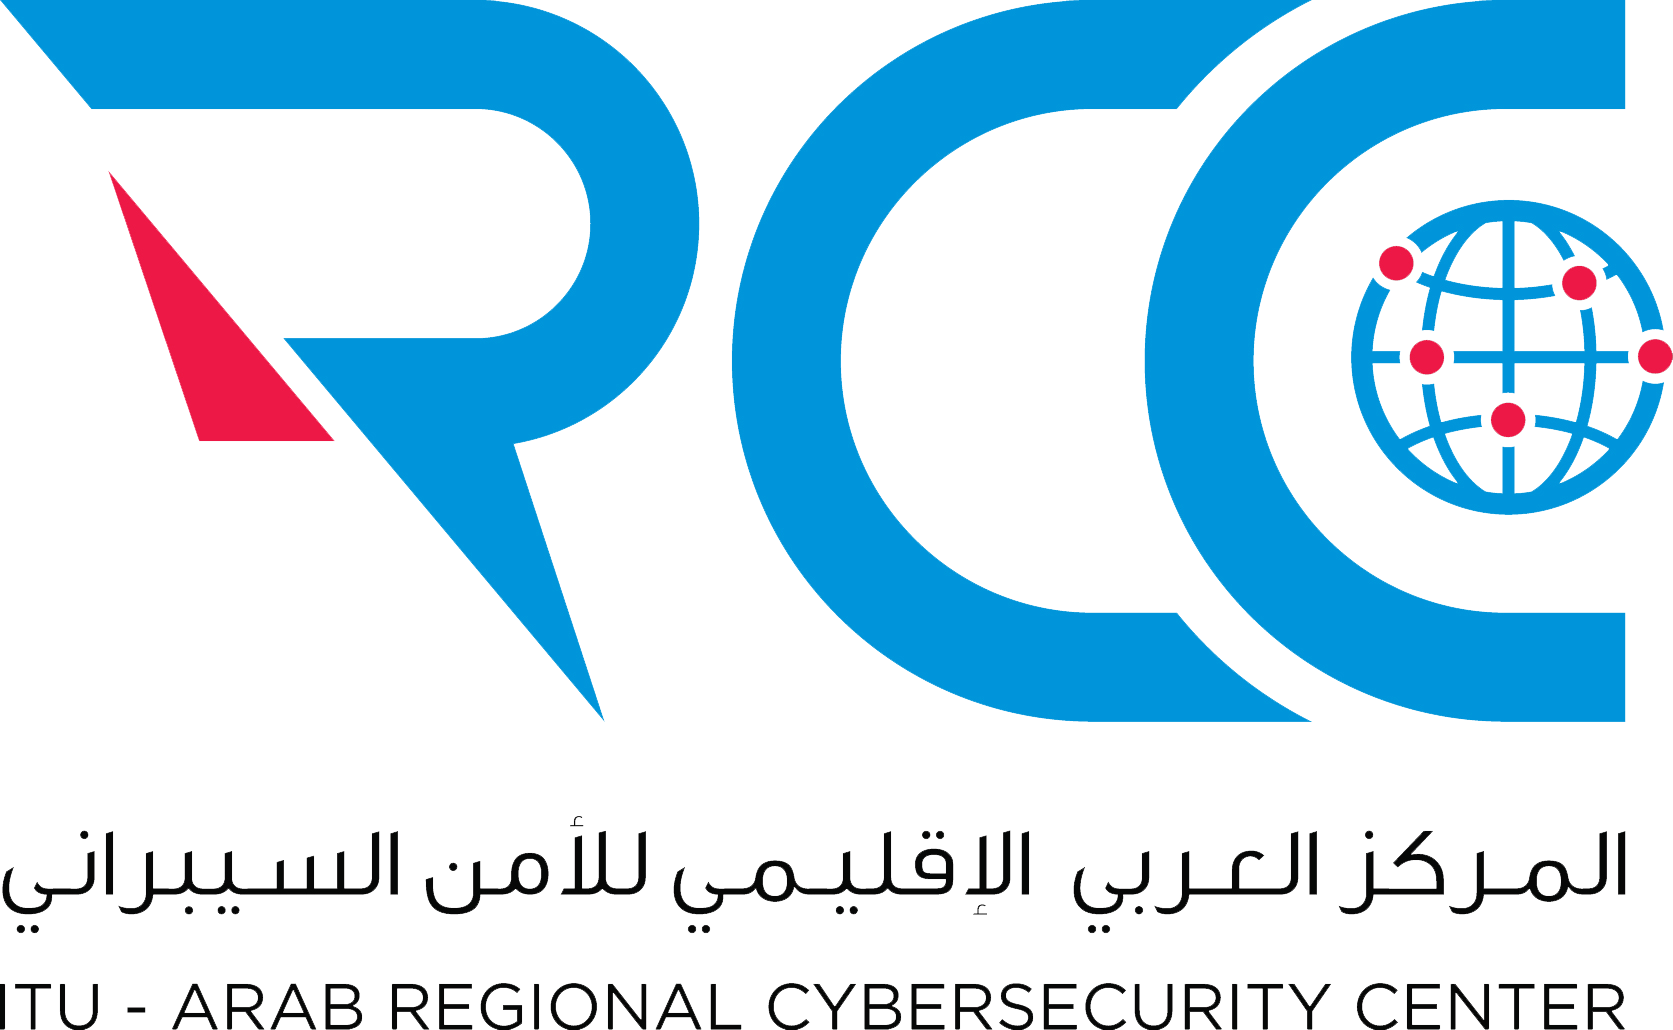 RCC
المركز العربي الإقليمي للأمن السيبراني
ITU - ARAB REGIONAL CYBERSECURITY CENTER